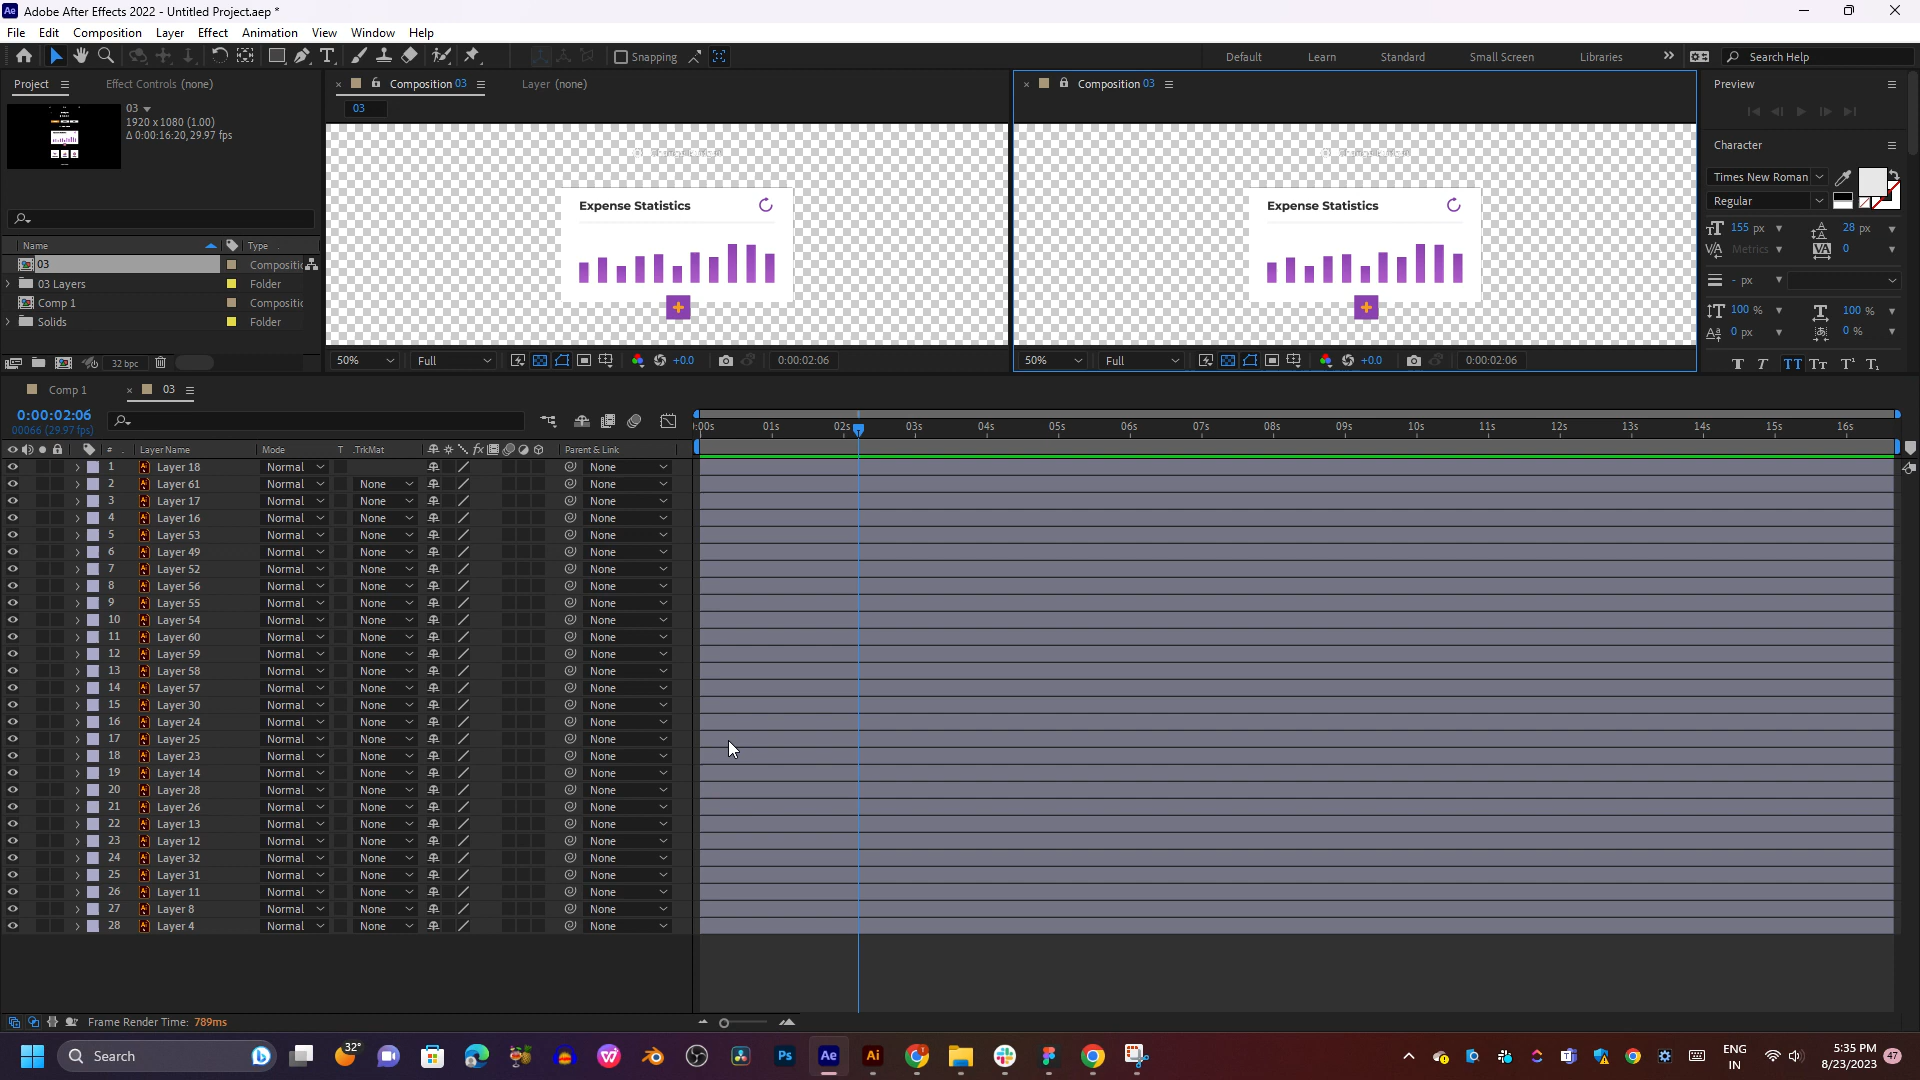 Adobe After Effects 2022 - Untitled Project.aep *
File Edit Composition Layer Effect Animation View Window Help
Snapping Default Learn Standard Small Screen Libraries Search Help
Project Effect Controls (none) Composition 03 Layer (none) Composition 03 Preview
03
1920 x 1080 (1.00)
Δ 0:00:16:20, 29.97 fps
03
Expense Statistics
Expense Statistics
Character
Times New Roman
Regular
155 px 28 px
Metrics 0
- px
100 % 100 %
0 px 0 %
Name Type
03 Compositic
03 Layers Folder
Comp 1 Compositic
Solids Folder
32 bpc
50% Full +0.0 0:00:02:06
50% Full +0.0 0:00:02:06
Comp 1 03
0:00:02:06
00066 (29.97 fps)
:00s 01s 02s 03s 04s 05s 06s 07s 08s 09s 10s 11s 12s 13s 14s 15s 16s
# Layer Name Mode T .TrkMat Parent & Link
1 Layer 18 Normal None
2 Layer 61 Normal None None
3 Layer 17 Normal None None
4 Layer 16 Normal None None
5 Layer 53 Normal None None
6 Layer 49 Normal None None
7 Layer 52 Normal None None
8 Layer 56 Normal None None
9 Layer 55 Normal None None
10 Layer 54 Normal None None
11 Layer 60 Normal None None
12 Layer 59 Normal None None
13 Layer 58 Normal None None
14 Layer 57 Normal None None
15 Layer 30 Normal None None
16 Layer 24 Normal None None
17 Layer 25 Normal None None
18 Layer 23 Normal None None
19 Layer 14 Normal None None
20 Layer 28 Normal None None
21 Layer 26 Normal None None
22 Layer 13 Normal None None
23 Layer 12 Normal None None
24 Layer 32 Normal None None
25 Layer 31 Normal None None
26 Layer 11 Normal None None
27 Layer 8 Normal None None
28 Layer 4 Normal None None
Frame Render Time: 789ms
Search 32° ENG IN 5:35 PM 8/23/2023 47